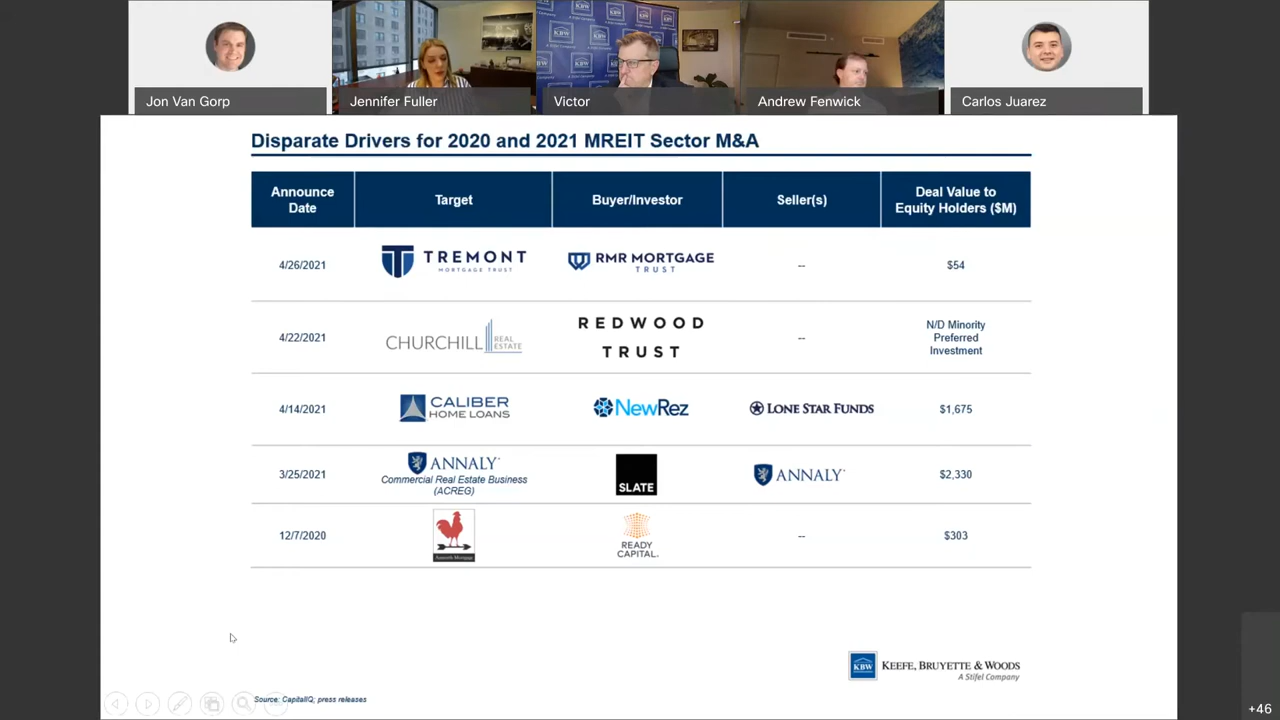 Jon Van Gorp
Jennifer Fuller
Victor
Andrew Fenwick
Carlos Juarez
Disparate Drivers for 2020 and 2021 MREIT Sector M&A
Announce Date
Target
Buyer/Investor
Seller(s)
Deal Value to Equity Holders ($M)
4/26/2021
TREMONT
MORTGAGE TRUST
RMR MORTGAGE
TRUST
--
$54
4/22/2021
CHURCHILL REAL ESTATE
REDWOOD
TRUST
--
N/D Minority
Preferred
Investment
4/14/2021
CALIBER
HOME LOANS
NewRez
LONE STAR FUNDS
$1,675
3/25/2021
ANNALY
Commercial Real Estate Business
(ACREG)
SLATE
ANNALY
$2,330
12/7/2020
Anworth Mortgage
READY
CAPITAL.
--
$303
KBW
KEEFE, BRUYETTE & WOODS
A Stifel Company
Source: CapitalIQ, press releases
+46